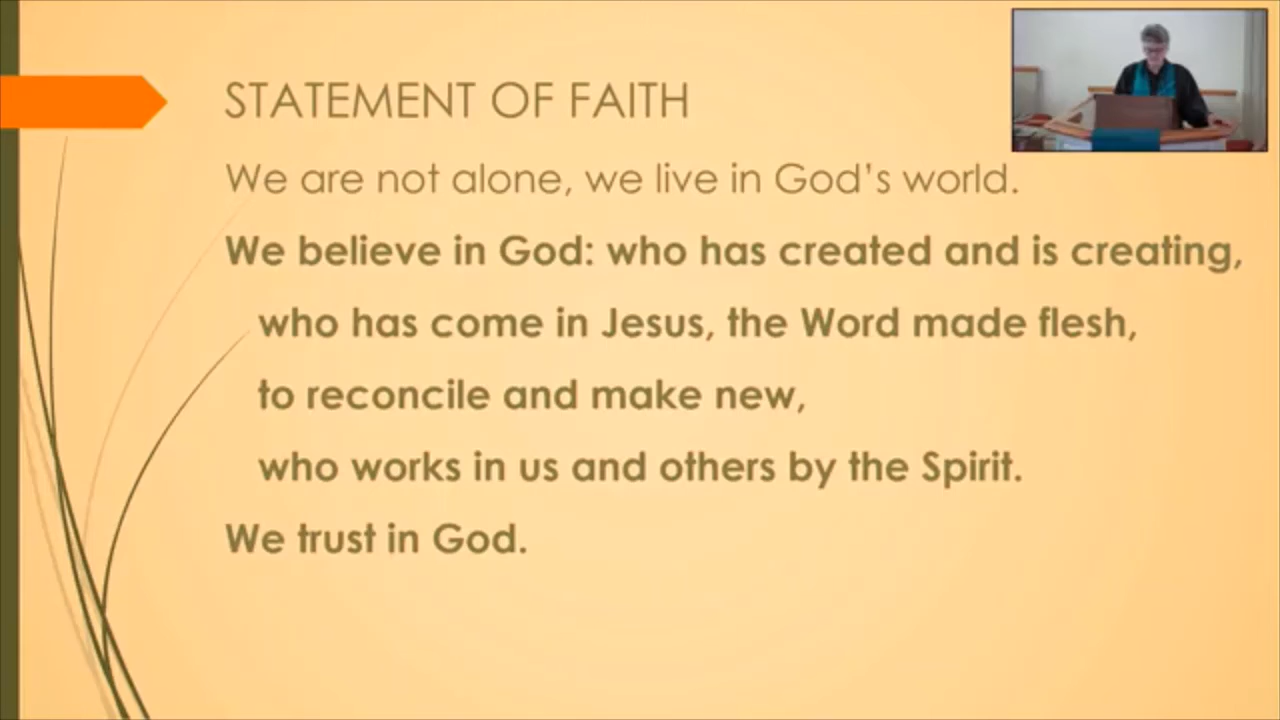 STATEMENT OF FAITH
We are not alone, we live in God's world.
We believe in God: who has created and is creating,
who has come in Jesus, the Word made flesh,
to reconcile and make new,
who works in us and others by the Spirit.
We trust in God.